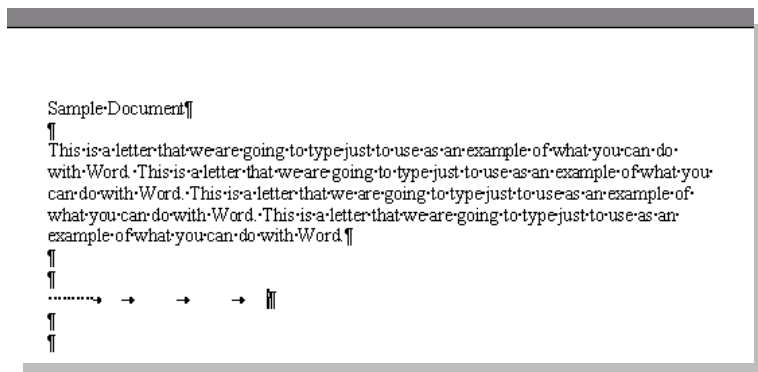 Sample·Document¶
¶
This·is·a·letter·that·we·are·going·to·type·just·to·use·as·an·example·of·what·you·can·do·
with·Word.·This·is·a·letter·that·we·are·going·to·type·just·to·use·as·an·example·of·what·you·
can·do·with·Word.·This·is·a·letter·that·we·are·going·to·type·just·to·use·as·an·example·of·
what·you·can·do·with·Word.·This·is·a·letter·that·we·are·going·to·type·just·to·use·as·an·
example·of·what·you·can·do·with·Word.¶
¶
¶
·········→ → → → ¶
¶
¶